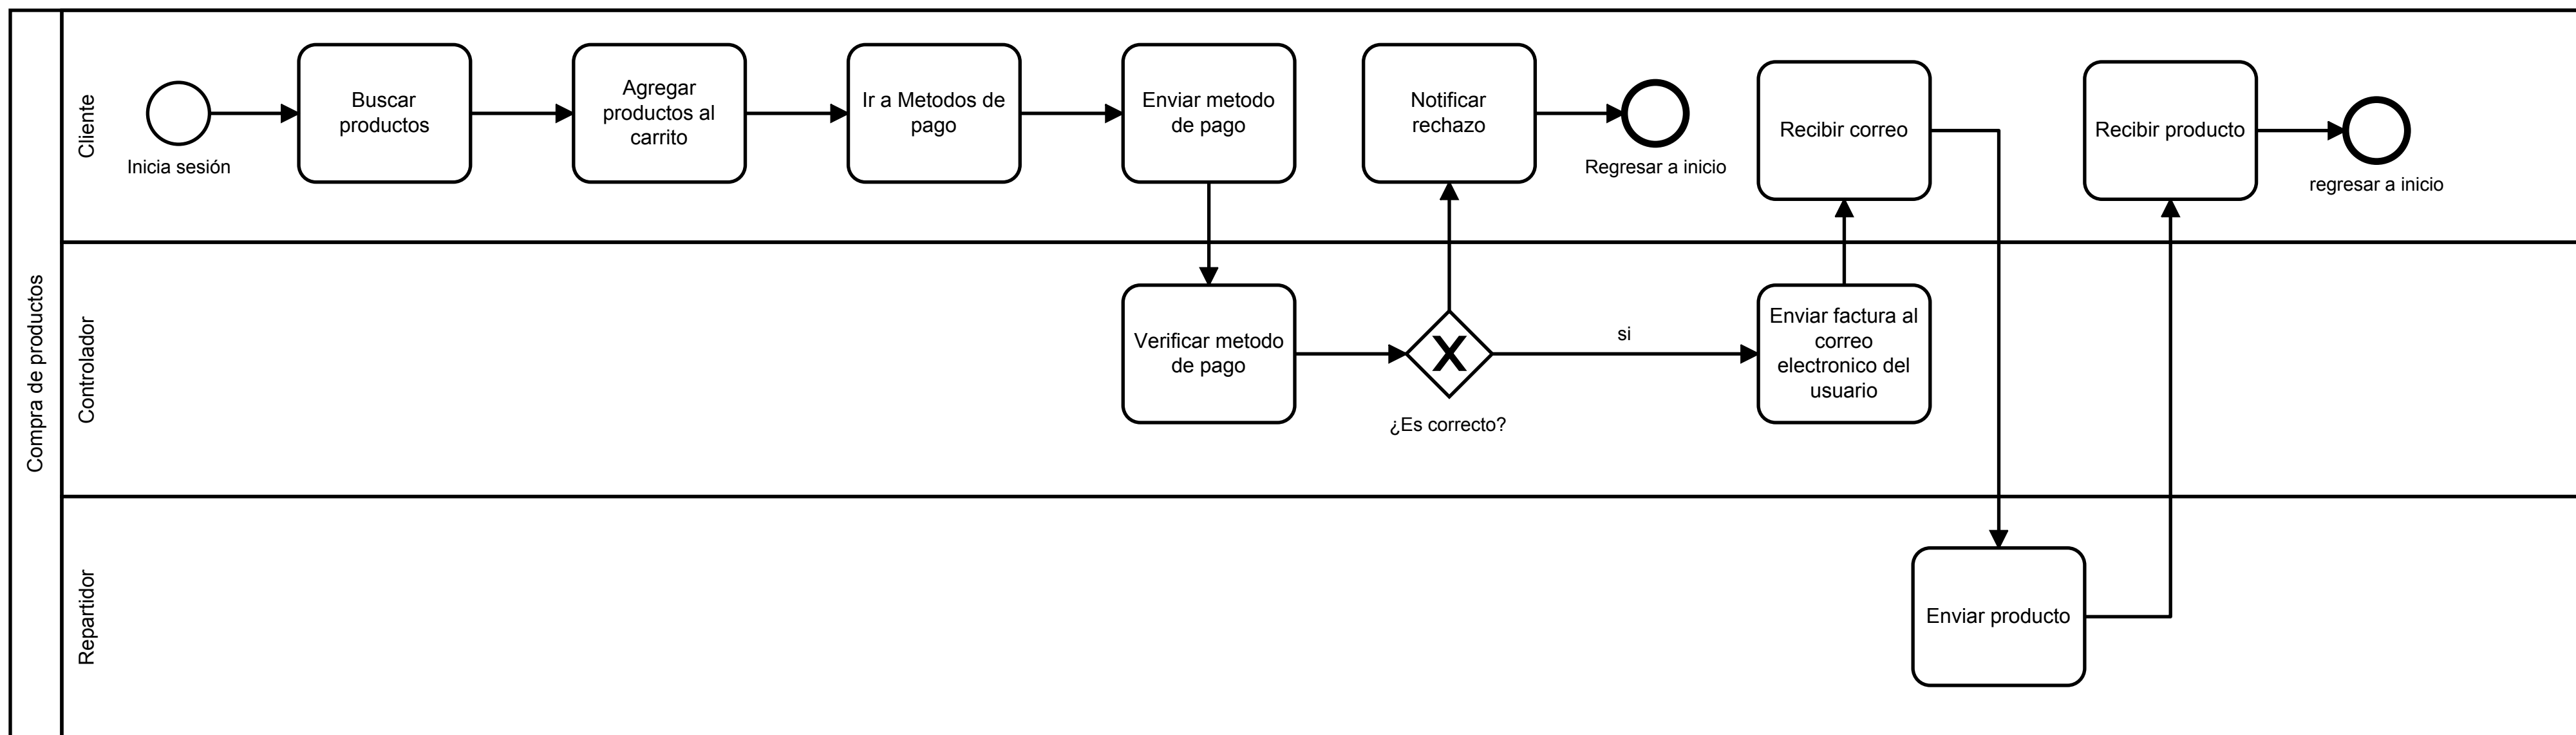 Compra de productos
Cliente
Inicia sesión
Buscar
productos
Agregar
productos al
carrito
Ir a Metodos de
pago
Enviar metodo
de pago
Notificar
rechazo
Regresar a inicio
Recibir correo
Recibir producto
regresar a inicio
Controlador
Verificar metodo
de pago
X
¿Es correcto?
si
Enviar factura al
correo
electronico del
usuario
Repartidor
Enviar producto